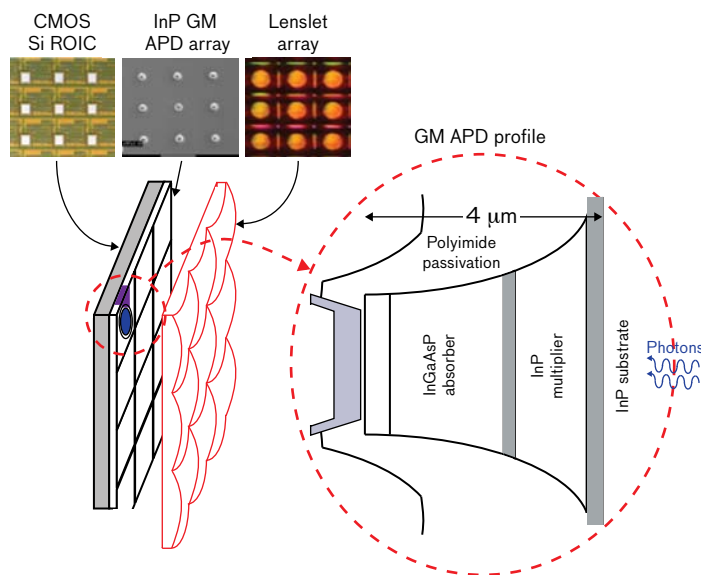 CMOS
Si ROIC
InP GM
APD array
Lenslet
array
GM APD profile
4 μm
Polyimide
passivation
InGaAsP
absorber
InP
multiplier
InP substrate
Photons